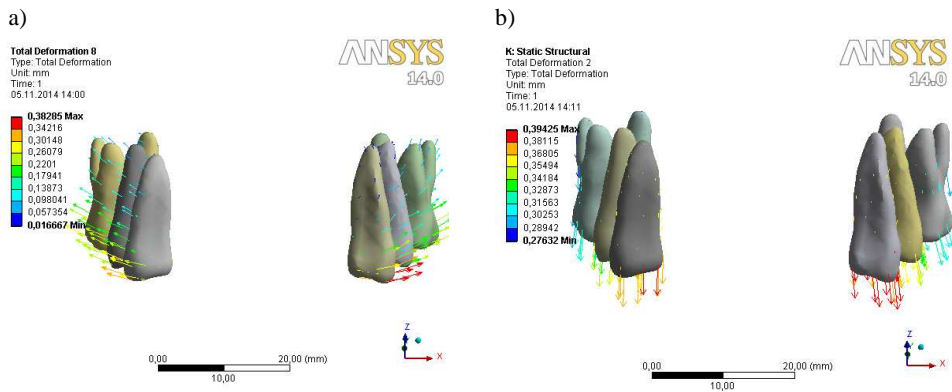 a)
Total Deformation 8
Type: Total Deformation
Unit: mm
Time: 1
05.11.2014 14:00
0,38285 Max
0,34216
0,30148
0,26079
0,2201
0,17941
0,13873
0,098041
0,057354
0,016667 Min
ANSYS
14.0
Z
X
0,00 20,00 (mm)
10,00
b)
K: Static Structural
Total Deformation 2
Type: Total Deformation
Unit: mm
Time: 1
05.11.2014 14:11
0,39425 Max
0,38115
0,36805
0,35494
0,34184
0,32873
0,31563
0,30253
0,28942
0,27632 Min
ANSYS
14.0
Z
X
0,00 20,00 (mm)
10,00